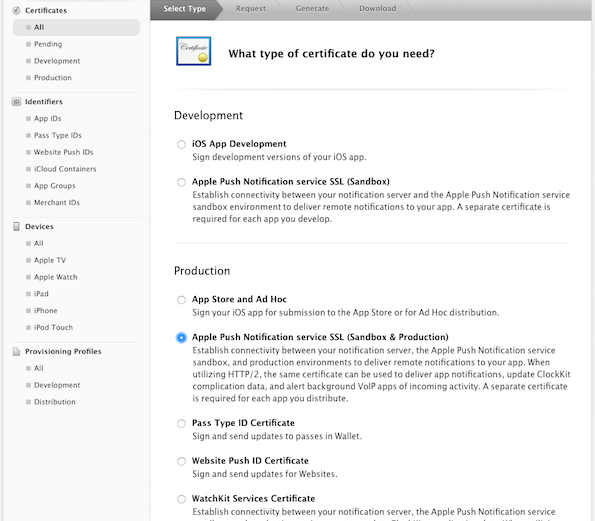 Select Type
Request
Generate
Download
Certificates
All
Pending
Development
Production
Identifiers
App IDs
Pass Type IDs
Website Push IDs
iCloud Containers
App Groups
Merchant IDs
Devices
All
Apple TV
Apple Watch
iPad
iPhone
iPod Touch
Provisioning Profiles
All
Development
Distribution
Certificate
What type of certificate do you need?
Development
iOS App Development
Sign development versions of your iOS app.
Apple Push Notification service SSL (Sandbox)
Establish connectivity between your notification server and the Apple Push Notification service
sandbox environment to deliver remote notifications to your app. A separate certificate is
required for each app you develop.
Production
App Store and Ad Hoc
Sign your iOS app for submission to the App Store or for Ad Hoc distribution.
Apple Push Notification service SSL (Sandbox & Production)
Establish connectivity between your notification server, the Apple Push Notification service
sandbox, and production environments to deliver remote notifications to your app. When
utilizing HTTP/2, the same certificate can be used to deliver app notifications, update ClockKit
complication data, and alert background VoIP apps of incoming activity. A separate certificate
is required for each app you distribute.
Pass Type ID Certificate
Sign and send updates to passes in Wallet.
Website Push ID Certificate
Sign and send updates for Websites.
WatchKit Services Certificate
Establish connectivity between your notification server, the Apple Push Notification service